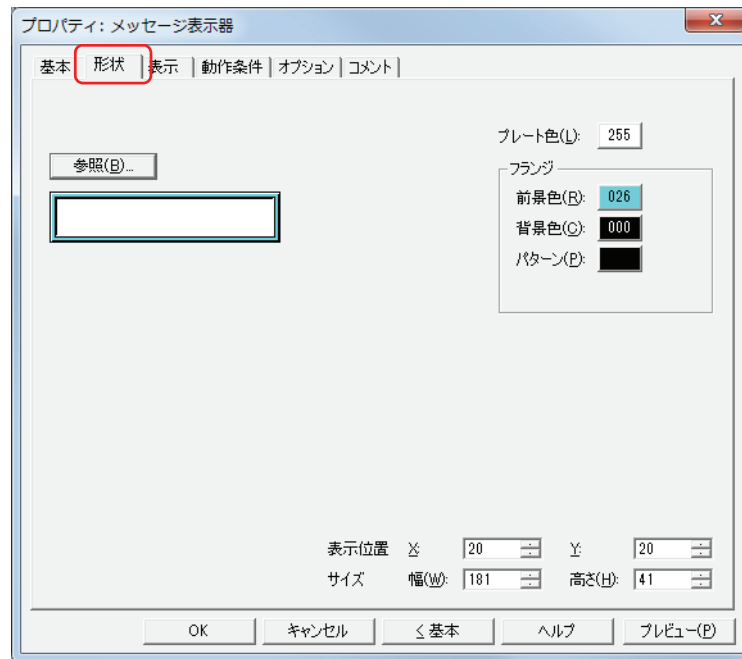 プロパティ: メッセージ表示器
x
基本 形状 表示 動作条件 オプション コメント
プレート色(L): 255
参照(B)...
フランジ
前景色(R): 026
背景色(C): 000
パターン(P):
表示位置 X: 20 Y: 20
サイズ 幅(W): 181 高さ(H): 41
OK キャンセル < 基本 ヘルプ プレビュー(P)